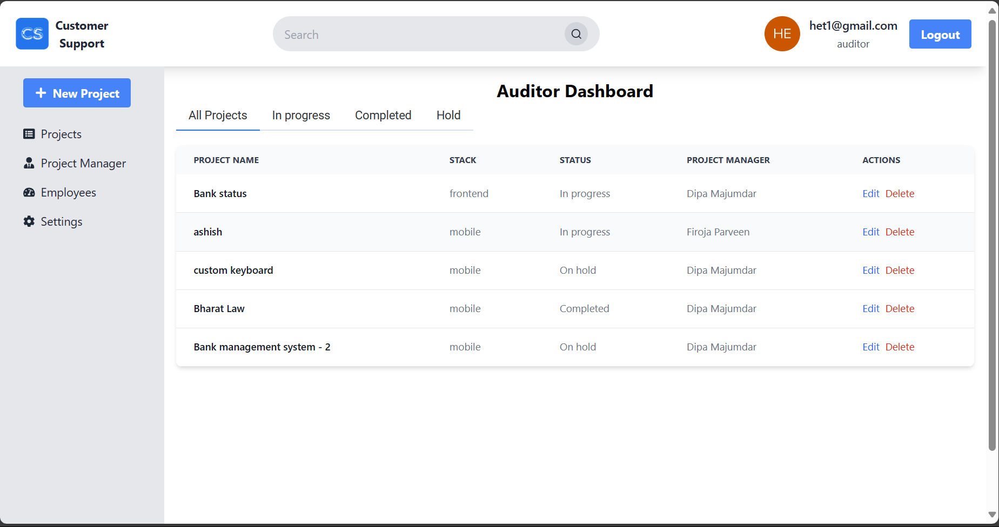 CS
Customer
Support
Search
HE
het1@gmail.com
auditor
Logout
New Project
Projects
Project Manager
Employees
Settings
Auditor Dashboard
All Projects In progress Completed Hold
PROJECT NAME STACK STATUS PROJECT MANAGER ACTIONS
Bank status frontend In progress Dipa Majumdar Edit Delete
ashish mobile In progress Firoja Parveen Edit Delete
custom keyboard mobile On hold Dipa Majumdar Edit Delete
Bharat Law mobile Completed Dipa Majumdar Edit Delete
Bank management system - 2 mobile On hold Dipa Majumdar Edit Delete